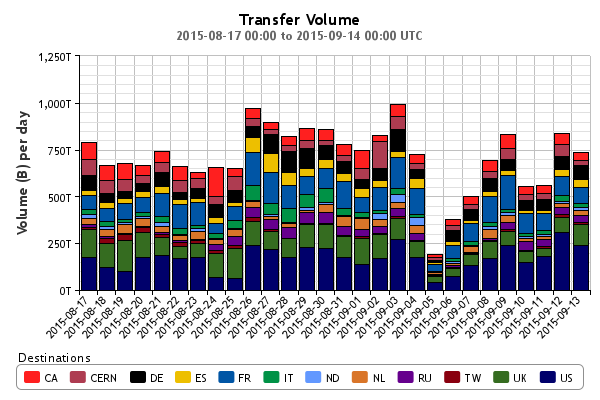 Transfer Volume
2015-08-17 00:00 to 2015-09-14 00:00 UTC
Volume (B) per day
1,250T
1,000T
750T
500T
250T
0T
2015-08-17
2015-08-18
2015-08-19
2015-08-20
2015-08-21
2015-08-22
2015-08-23
2015-08-24
2015-08-25
2015-08-26
2015-08-27
2015-08-28
2015-08-29
2015-08-30
2015-08-31
2015-09-01
2015-09-02
2015-09-03
2015-09-04
2015-09-05
2015-09-06
2015-09-07
2015-09-08
2015-09-09
2015-09-10
2015-09-11
2015-09-12
2015-09-13
Destinations
CA CERN DE ES FR IT ND NL RU TW UK US